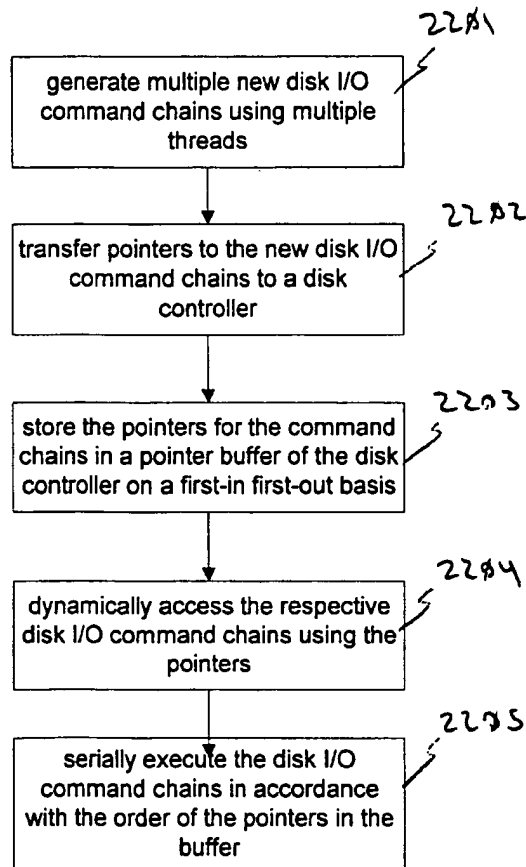 2201
generate multiple new disk I/O
command chains using multiple
threads
2202
transfer pointers to the new disk I/O
command chains to a disk
controller
2203
store the pointers for the command
chains in a pointer buffer of the disk
controller on a first-in first-out basis
2204
dynamically access the respective
disk I/O command chains using the
pointers
2205
serially execute the disk I/O
command chains in accordance
with the order of the pointers in the
buffer